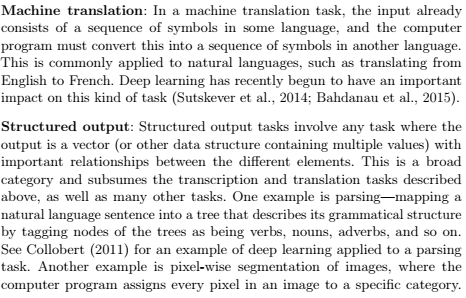 Machine translation: In a machine translation task, the input already
consists of a sequence of symbols in some language, and the computer
program must convert this into a sequence of symbols in another language.
This is commonly applied to natural languages, such as translating from
English to French. Deep learning has recently begun to have an important
impact on this kind of task (Sutskever et al., 2014; Bahdanau et al., 2015).
Structured output: Structured output tasks involve any task where the
output is a vector (or other data structure containing multiple values) with
important relationships between the different elements. This is a broad
category and subsumes the transcription and translation tasks described
above, as well as many other tasks. One example is parsing—mapping a
natural language sentence into a tree that describes its grammatical structure
by tagging nodes of the trees as being verbs, nouns, adverbs, and so on.
See Collobert (2011) for an example of deep learning applied to a parsing
task. Another example is pixel-wise segmentation of images, where the
computer program assigns every pixel in an image to a specific category.